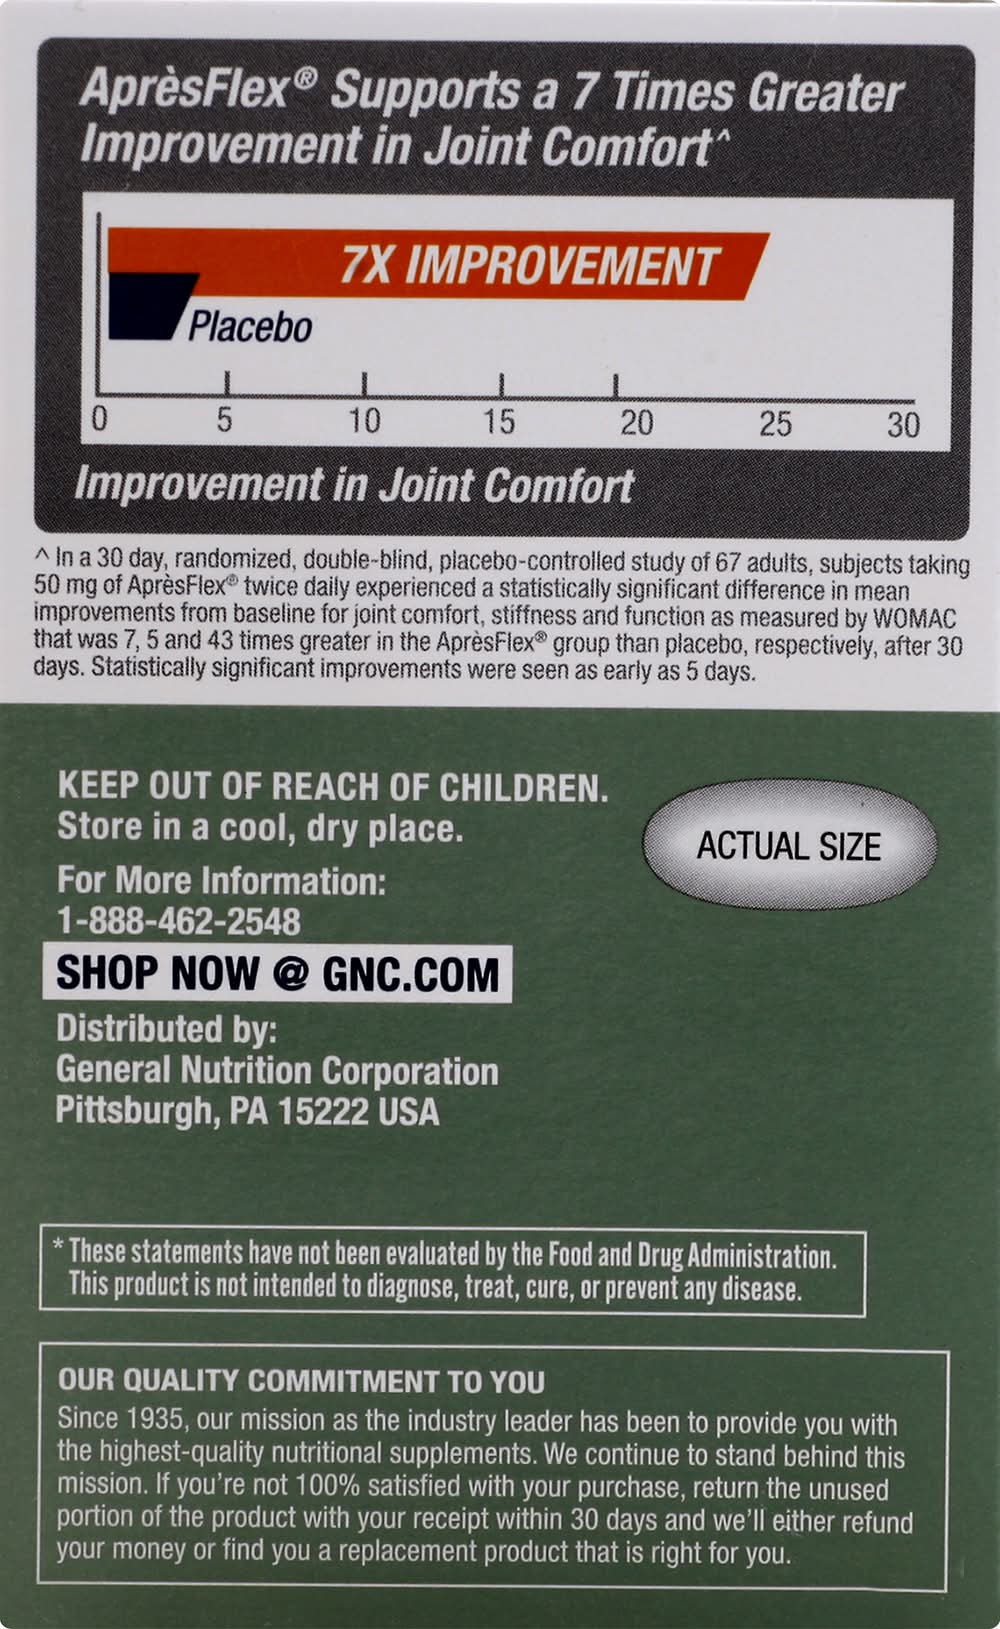 AprèsFlex® Supports a 7 Times Greater
Improvement in Joint Comfort^
7X IMPROVEMENT
Placebo
0 5 10 15 20 25 30
Improvement in Joint Comfort
^ In a 30 day, randomized, double-blind, placebo-controlled study of 67 adults, subjects taking
50 mg of AprèsFlex® twice daily experienced a statistically significant difference in mean
improvements from baseline for joint comfort, stiffness and function as measured by WOMAC
that was 7, 5 and 43 times greater in the AprèsFlex® group than placebo, respectively, after 30
days. Statistically significant improvements were seen as early as 5 days.
KEEP OUT OF REACH OF CHILDREN.
Store in a cool, dry place.
ACTUAL SIZE
For More Information:
1-888-462-2548
SHOP NOW @ GNC.COM
Distributed by:
General Nutrition Corporation
Pittsburgh, PA 15222 USA
* These statements have not been evaluated by the Food and Drug Administration.
This product is not intended to diagnose, treat, cure, or prevent any disease.
OUR QUALITY COMMITMENT TO YOU
Since 1935, our mission as the industry leader has been to provide you with
the highest-quality nutritional supplements. We continue to stand behind this
mission. If you're not 100% satisfied with your purchase, return the unused
portion of the product with your receipt within 30 days and we'll either refund
your money or find you a replacement product that is right for you.